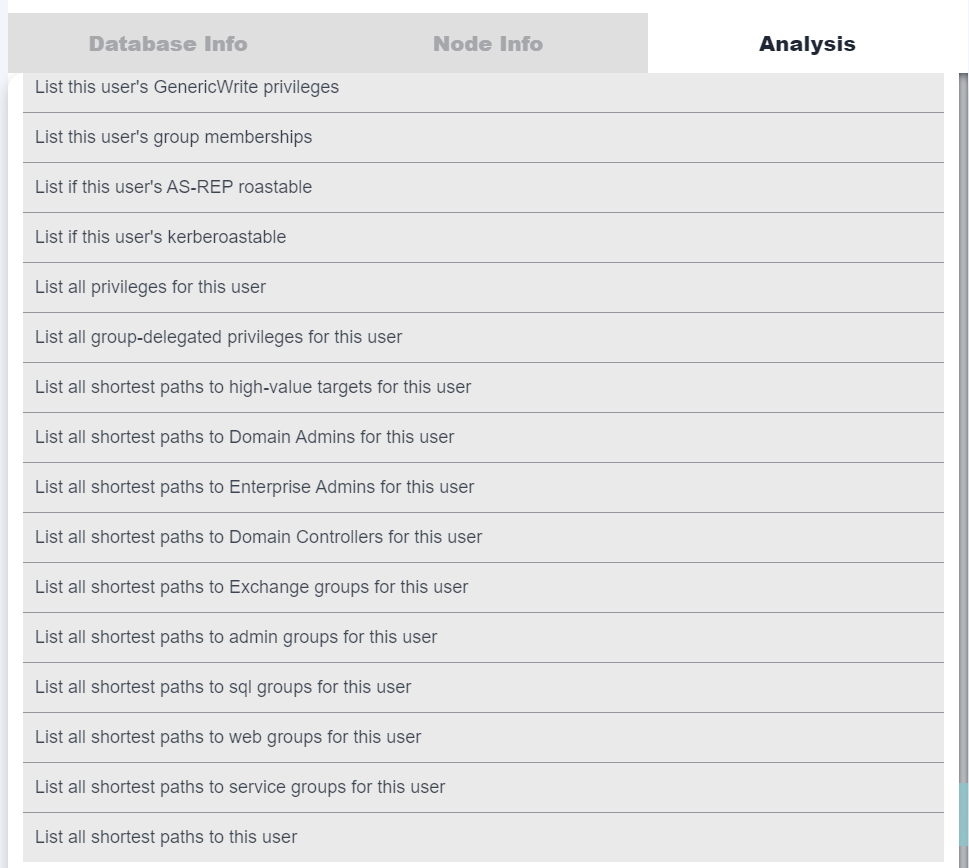 Database Info
Node Info
Analysis
List this user's GenericWrite privileges
List this user's group memberships
List if this user's AS-REP roastable
List if this user's kerberoastable
List all privileges for this user
List all group-delegated privileges for this user
List all shortest paths to high-value targets for this user
List all shortest paths to Domain Admins for this user
List all shortest paths to Enterprise Admins for this user
List all shortest paths to Domain Controllers for this user
List all shortest paths to Exchange groups for this user
List all shortest paths to admin groups for this user
List all shortest paths to sql groups for this user
List all shortest paths to web groups for this user
List all shortest paths to service groups for this user
List all shortest paths to this user